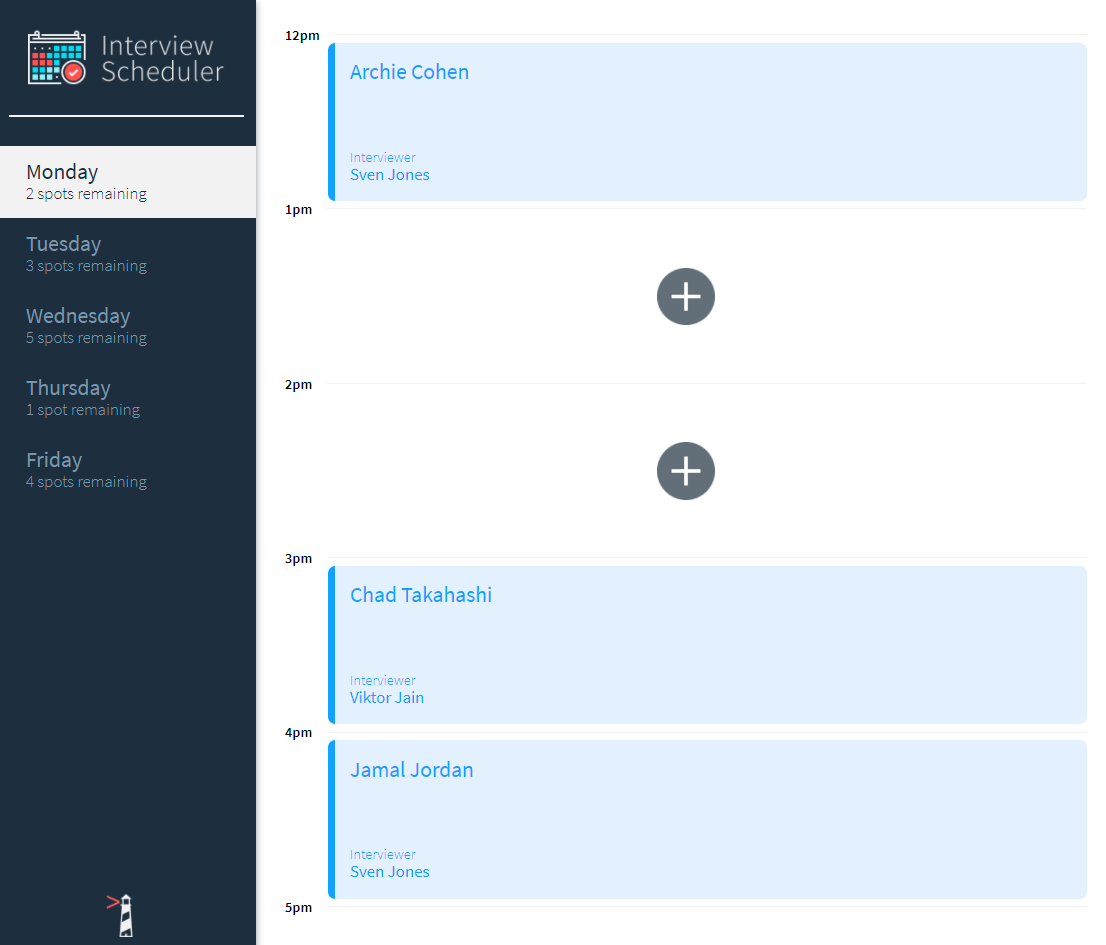 Interview
Scheduler
Monday
2 spots remaining
Tuesday
3 spots remaining
Wednesday
5 spots remaining
Thursday
1 spot remaining
Friday
4 spots remaining
12pm
Archie Cohen
Interviewer
Sven Jones
1pm
2pm
3pm
Chad Takahashi
Interviewer
Viktor Jain
4pm
Jamal Jordan
Interviewer
Sven Jones
5pm